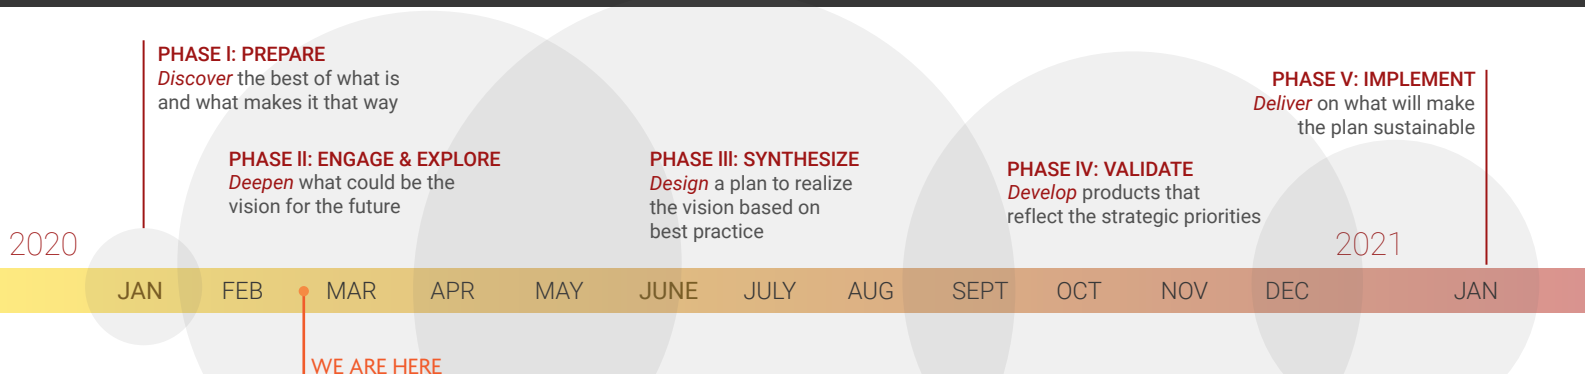 PHASE I: PREPARE
Discover the best of what is
and what makes it that way
PHASE II: ENGAGE & EXPLORE
Deepen what could be the
vision for the future
PHASE III: SYNTHESIZE
Design a plan to realize
the vision based on
best practice
PHASE IV: VALIDATE
Develop products that
reflect the strategic priorities
PHASE V: IMPLEMENT
Deliver on what will make
the plan sustainable
2020
2021
JAN FEB MAR APR MAY JUNE JULY AUG SEPT OCT NOV DEC JAN
WE ARE HERE